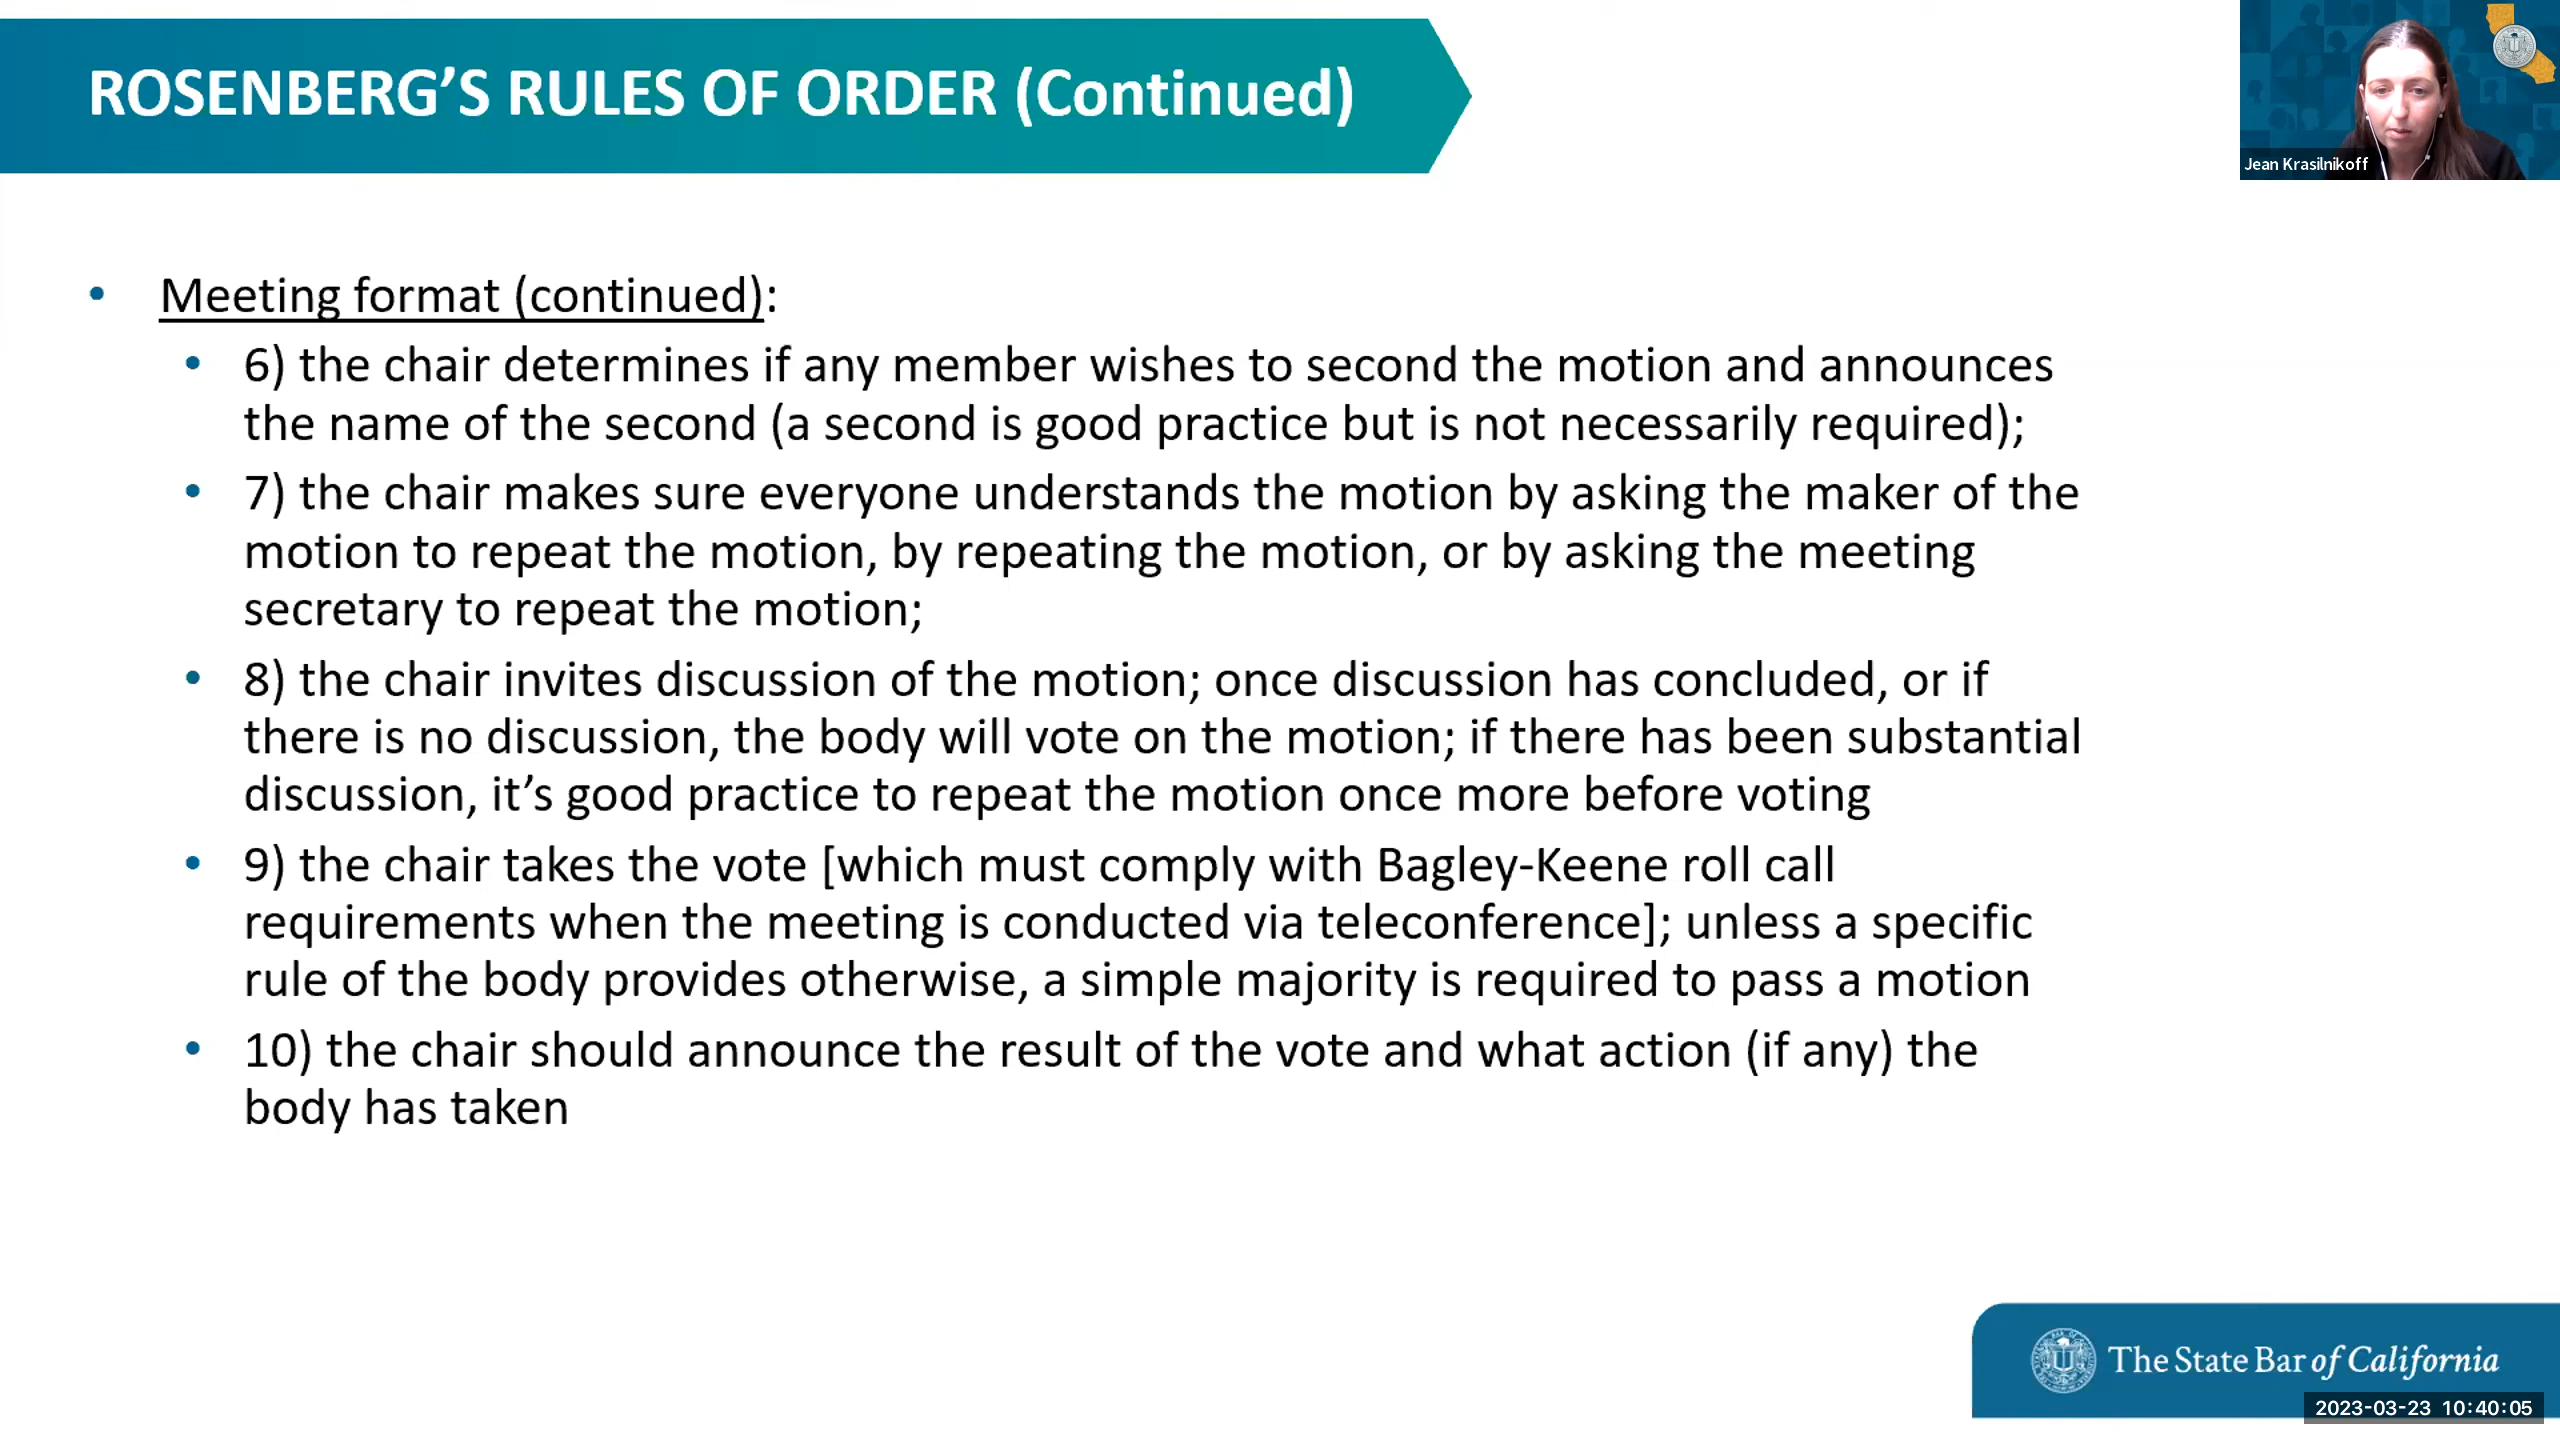 ROSENBERG’S RULES OF ORDER (Continued)
Jean Krasilnikoff
• Meeting format (continued):
• 6) the chair determines if any member wishes to second the motion and announces
the name of the second (a second is good practice but is not necessarily required);
• 7) the chair makes sure everyone understands the motion by asking the maker of the
motion to repeat the motion, by repeating the motion, or by asking the meeting
secretary to repeat the motion;
• 8) the chair invites discussion of the motion; once discussion has concluded, or if
there is no discussion, the body will vote on the motion; if there has been substantial
discussion, it’s good practice to repeat the motion once more before voting
• 9) the chair takes the vote [which must comply with Bagley-Keene roll call
requirements when the meeting is conducted via teleconference]; unless a specific
rule of the body provides otherwise, a simple majority is required to pass a motion
• 10) the chair should announce the result of the vote and what action (if any) the
body has taken
The State Bar of California
2023-03-23 10:40:05